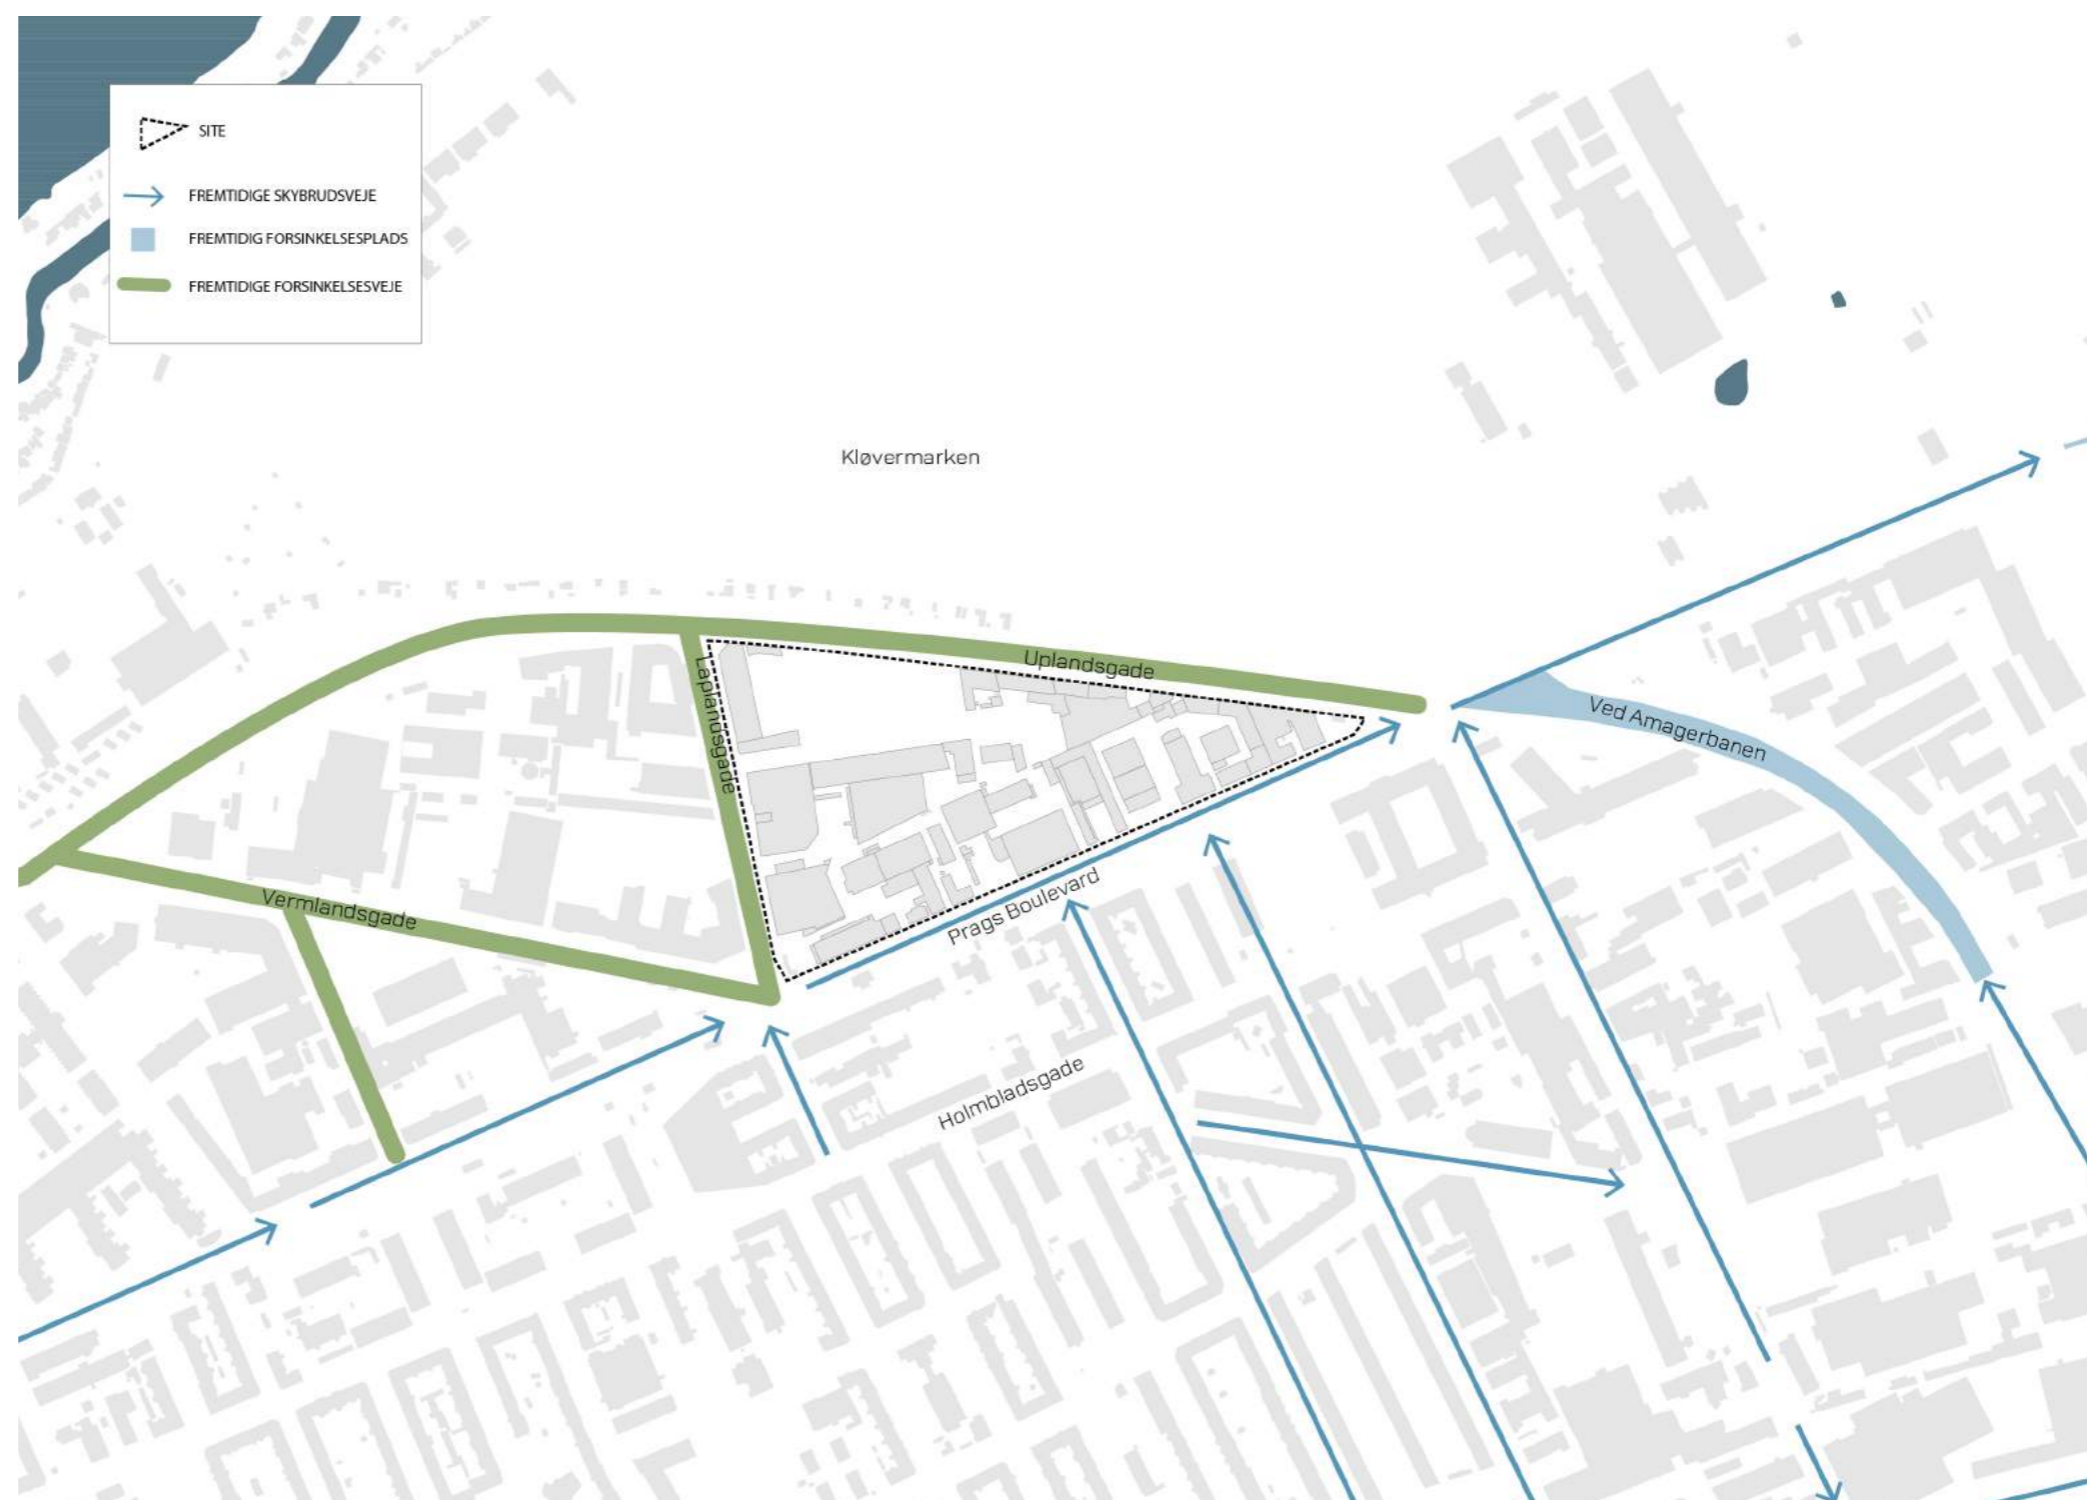 SITE
FREMTIDIGE SKYBRUDSVEJE
FREMTIDIG FORSINKELSESPLADS
FREMTIDIGE FORSINKELSESVEJE
Kløvermarken
Uplandsgade
Laplandsgade
Ved Amagerbanen
Vermlandsgade
Prags Boulevard
Holmbladsgade